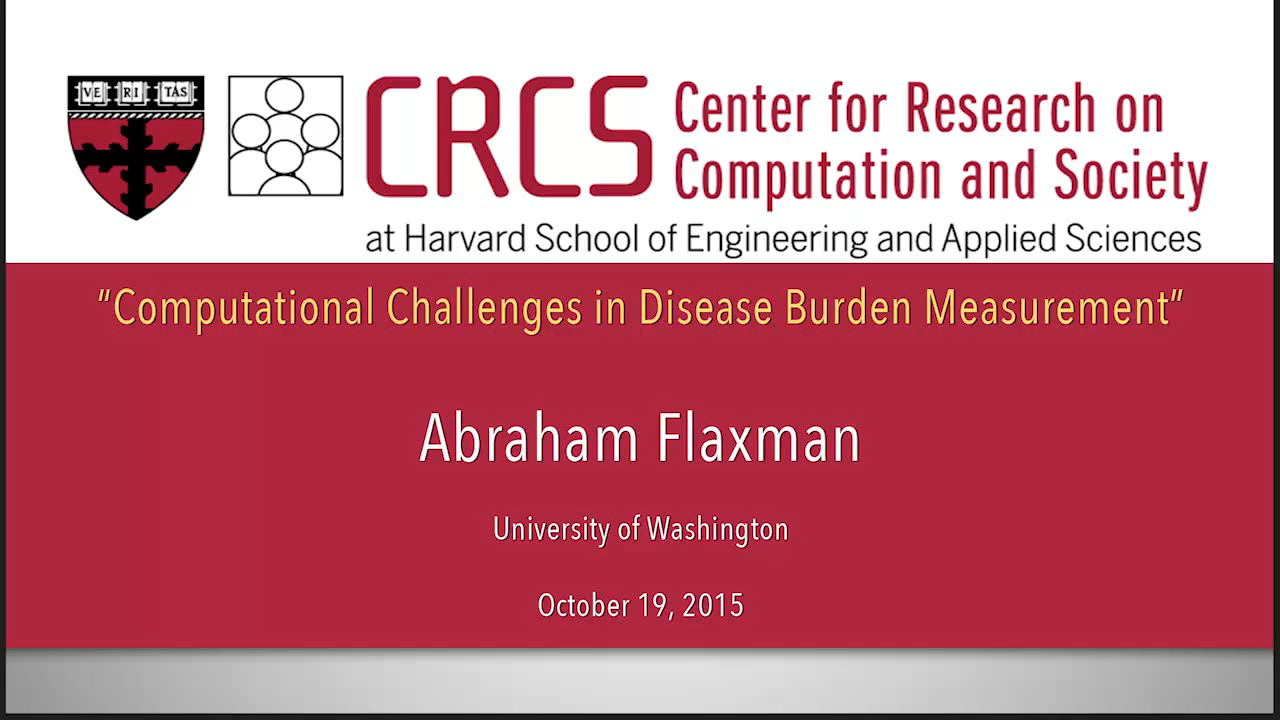 VE RI TAS
CRCS
Center for Research on
Computation and Society
at Harvard School of Engineering and Applied Sciences
“Computational Challenges in Disease Burden Measurement”
Abraham Flaxman
University of Washington
October 19, 2015